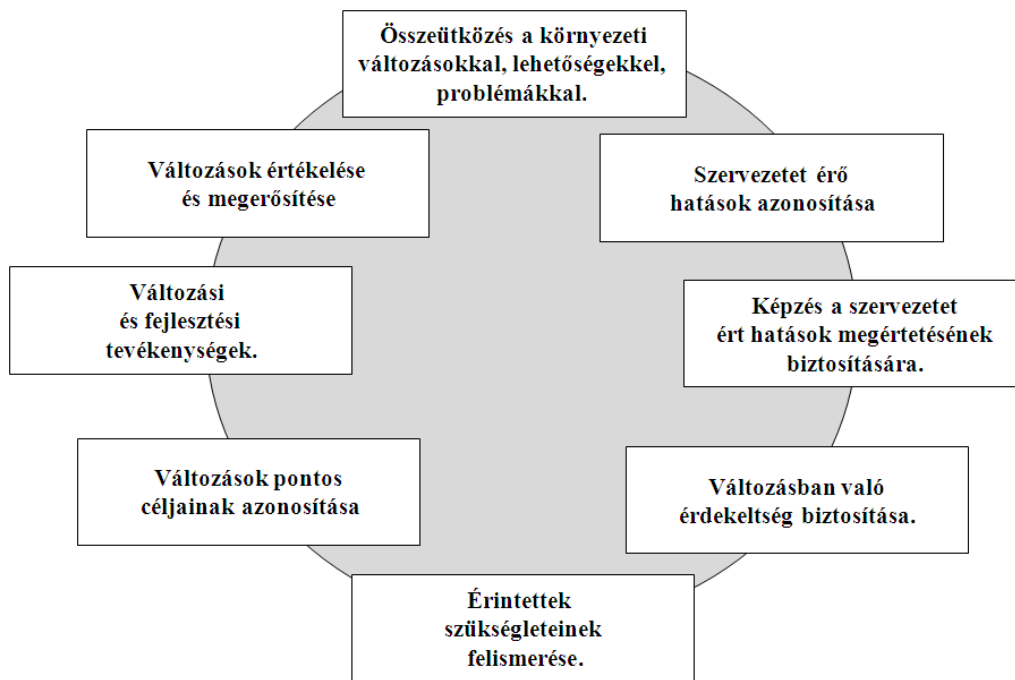 Összeütközés a környezeti
változásokkal, lehetőségekkel,
problémákkal.
Szervezetet érő
hatások azonosítása
Képzés a szervezetet
ért hatások megértetésének
biztosítására.
Változásban való
érdekeltség biztosítása.
Érintettek
szükségleteinek
felismerése.
Változások pontos
céljainak azonosítása
Változási
és fejlesztési
tevékenységek.
Változások értékelése
és megerősítése